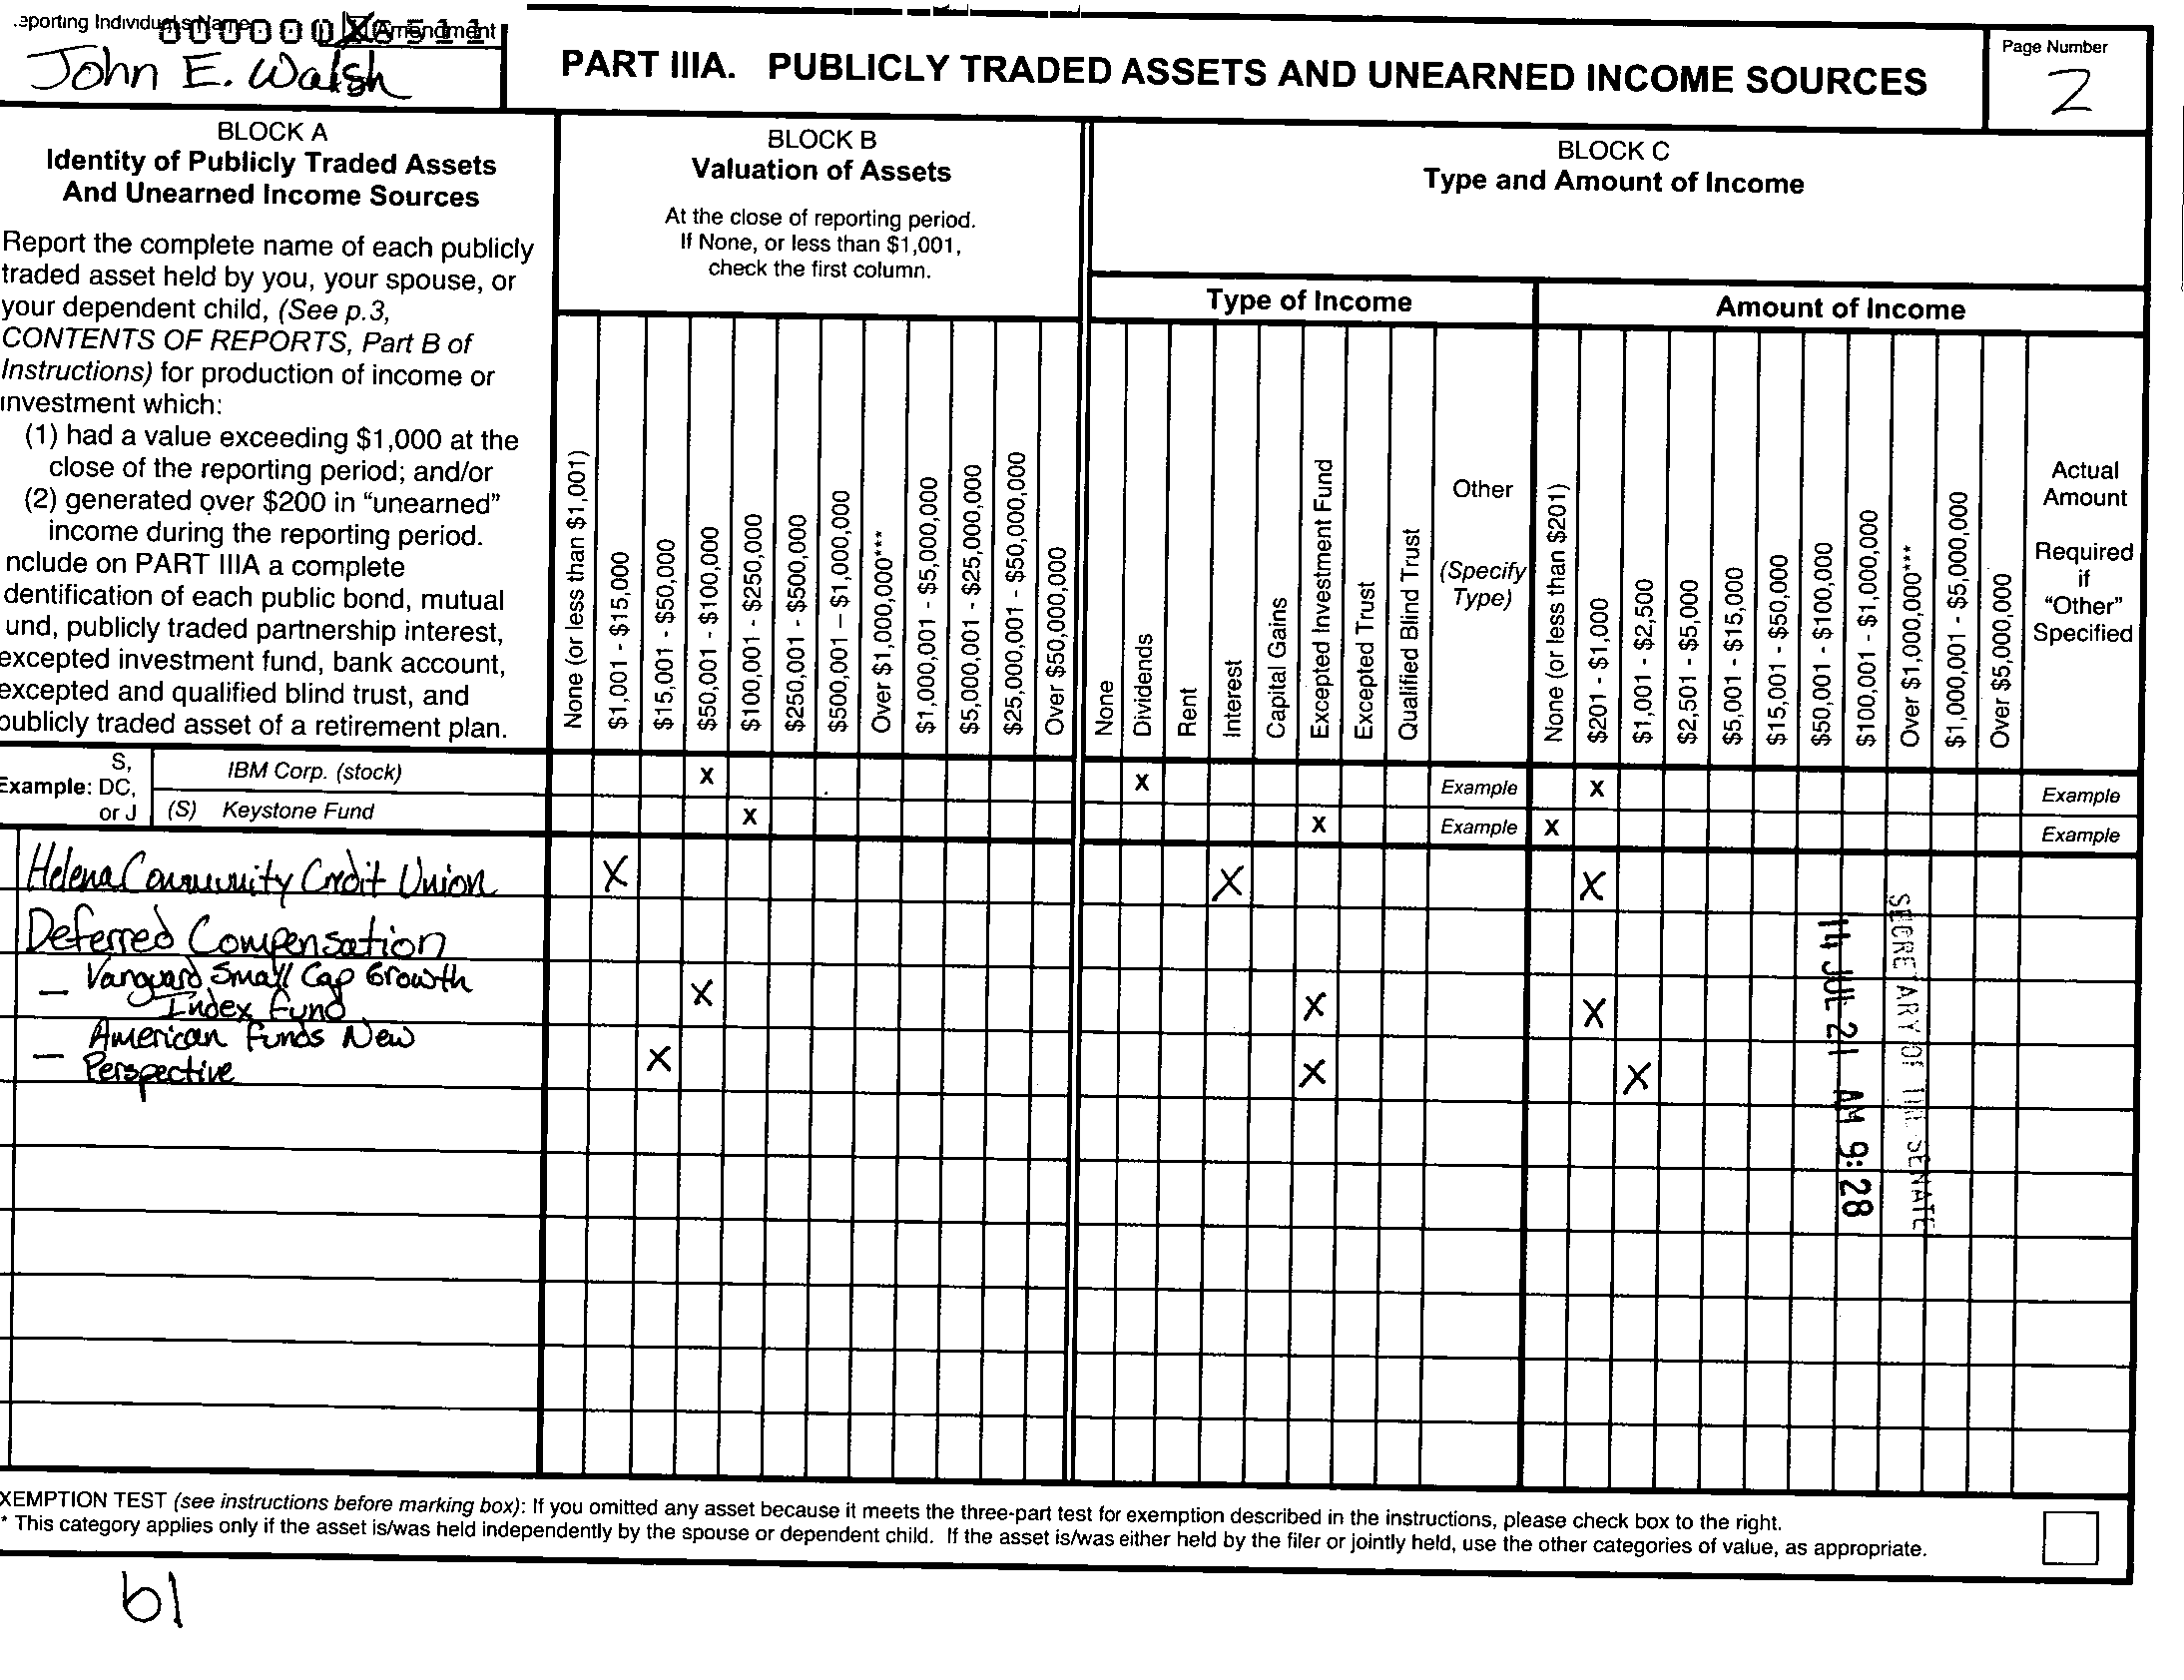 eporting Individual's Name
Amendment
John E. Walsh
PART IIIA. PUBLICLY TRADED ASSETS AND UNEARNED INCOME SOURCES
Page Number
2
BLOCK A
Identity of Publicly Traded Assets
And Unearned Income Sources
Report the complete name of each publicly
traded asset held by you, your spouse, or
your dependent child, (See p.3,
CONTENTS OF REPORTS, Part B of
Instructions) for production of income or
investment which:
(1) had a value exceeding $1,000 at the
close of the reporting period; and/or
(2) generated over $200 in "unearned"
income during the reporting period.
nclude on PART IIIA a complete
dentification of each public bond, mutual
und, publicly traded partnership interest,
excepted investment fund, bank account,
excepted and qualified blind trust, and
publicly traded asset of a retirement plan.
BLOCK B
Valuation of Assets
At the close of reporting period.
If None, or less than $1,001,
check the first column.
None (or less than $1,001)
$1,001 - $15,000
$15,001 - $50,000
$50,001 - $100,000
$100,001 - $250,000
$250,001 - $500,000
$500,001 – $1,000,000
Over $1,000,000***
$1,000,001 - $5,000,000
$5,000,001 - $25,000,000
$25,000,001 - $50,000,000
Over $50,000,000
BLOCK C
Type and Amount of Income
Type of Income
None
Dividends
Rent
Interest
Capital Gains
Excepted Investment Fund
Excepted Trust
Qualified Blind Trust
Other
(Specify
Type)
Amount of Income
None (or less than $201)
$201 - $1,000
$1,001 - $2,500
$2,501 - $5,000
$5,001 - $15,000
$15,001 - $50,000
$50,001 - $100,000
$100,001 - $1,000,000
Over $1,000,000***
$1,000,001 - $5,000,000
Over $5,000,000
Actual
Amount
Required
if
"Other"
Specified
Example: S, DC, or J
IBM Corp. (stock) X X Example X Example
(S) Keystone Fund X X Example X Example
Helena Community Credit Union X X X
Deferred Compensation
— Vanguard Small Cap Growth
Index Fund X X X
— American Funds New
Perspective X X X
SECRETARY OF THE SENATE
14 JUL 21 AM 9:28
XEMPTION TEST (see instructions before marking box): If you omitted any asset because it meets the three-part test for exemption described in the instructions, please check box to the right.
* This category applies only if the asset is/was held independently by the spouse or dependent child. If the asset is/was either held by the filer or jointly held, use the other categories of value, as appropriate.
b1